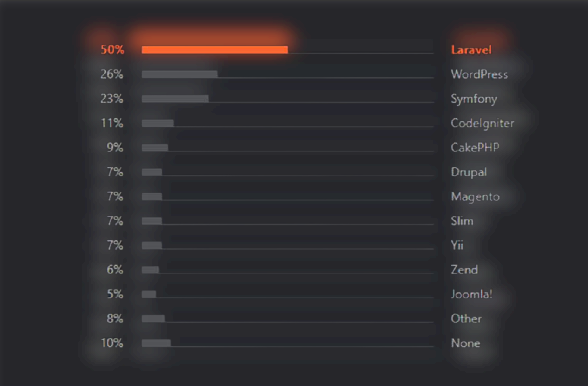 50% Laravel
26% WordPress
23% Symfony
11% CodeIgniter
9% CakePHP
7% Drupal
7% Magento
7% Slim
7% Yii
6% Zend
5% Joomla!
8% Other
10% None